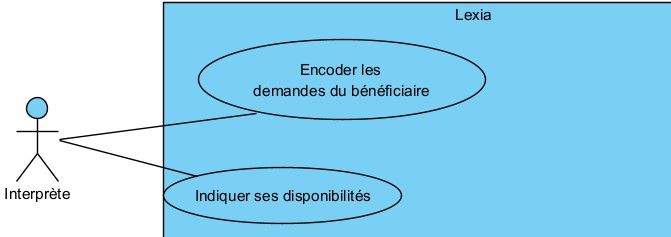 Lexia
Encoder les
demandes du bénéficiaire
Interprète
Indiquer ses disponibilités